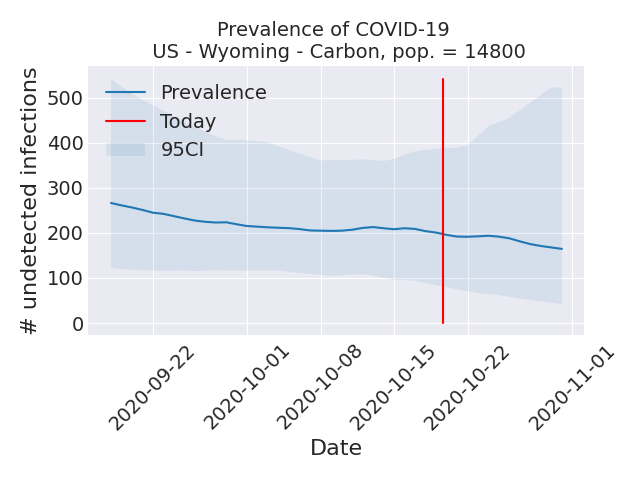 Prevalence of COVID-19
US - Wyoming - Carbon, pop. = 14800
# undetected infections
500
400
300
200
100
0
Prevalence
Today
95CI
2020-09-22
2020-10-01
2020-10-08
2020-10-15
2020-10-22
2020-11-01
Date